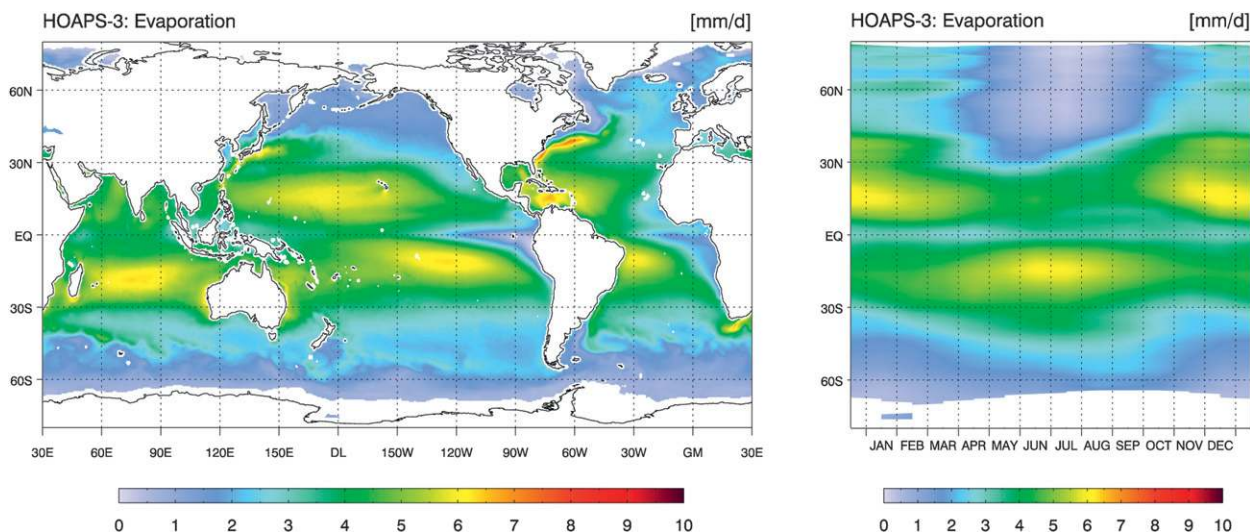 HOAPS-3: Evaporation [mm/d]
60N
30N
EQ
30S
60S
30E 60E 90E 120E 150E DL 150W 120W 90W 60W 30W GM 30E
0 1 2 3 4 5 6 7 8 9 10
HOAPS-3: Evaporation [mm/d]
60N
30N
EQ
30S
60S
JAN FEB MAR APR MAY JUN JUL AUG SEP OCT NOV DEC
0 1 2 3 4 5 6 7 8 9 10